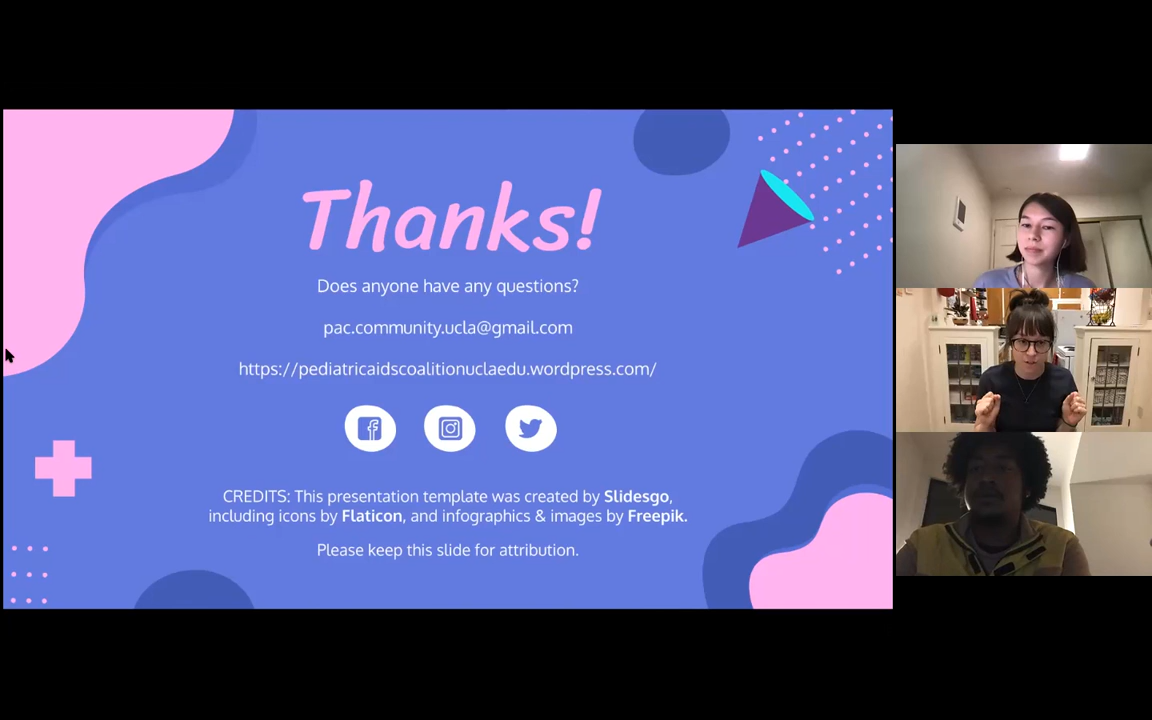 Thanks!
Does anyone have any questions?
pac.community.ucla@gmail.com
https://pediatricaidscoalitionuclaedu.wordpress.com/
CREDITS: This presentation template was created by Slidesgo,
including icons by Flaticon, and infographics & images by Freepik.
Please keep this slide for attribution.